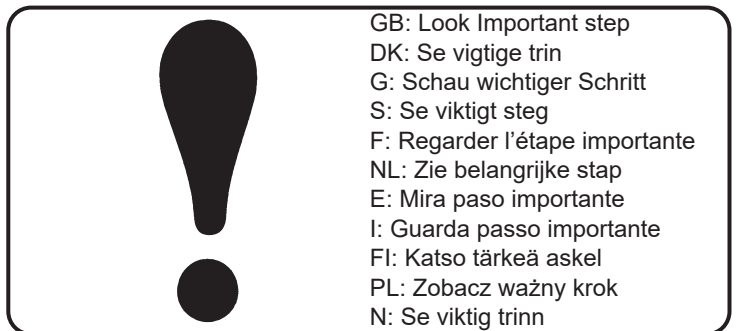 GB: Look Important step
DK: Se vigtige trin
G: Schau wichtiger Schritt
S: Se viktigt steg
F: Regarder l’étape importante
NL: Zie belangrijke stap
E: Mira paso importante
I: Guarda passo importante
FI: Katso tärkeä askel
PL: Zobacz ważny krok
N: Se viktig trinn